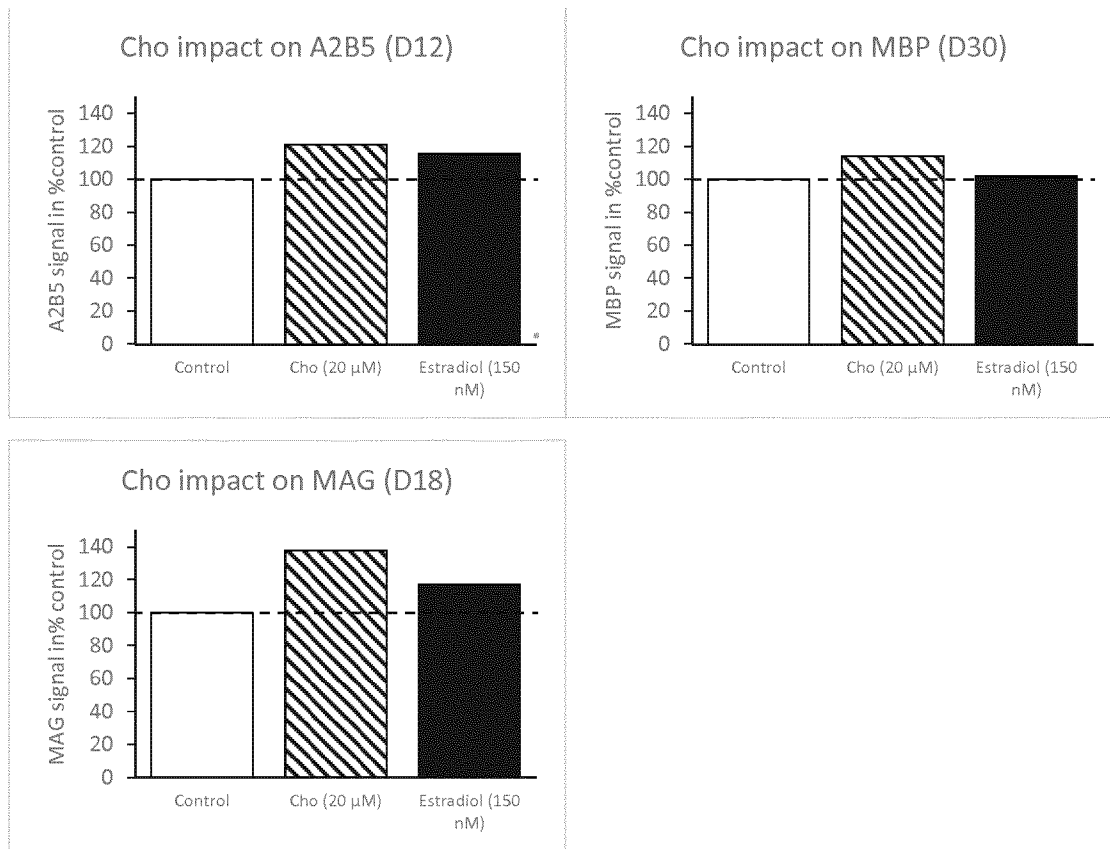 Cho impact on A2B5 (D12)
A2B5 signal in %control
140
120
100
80
60
40
20
0
Control
Cho (20 µM)
Estradiol (150
nM)
Cho impact on MBP (D30)
MBP signal in %control
140
120
100
80
60
40
20
0
Control
Cho (20 µM)
Estradiol (150
nM)
Cho impact on MAG (D18)
MAG signal in% control
140
120
100
80
60
40
20
0
Control
Cho (20 µM)
Estradiol (150
nM)